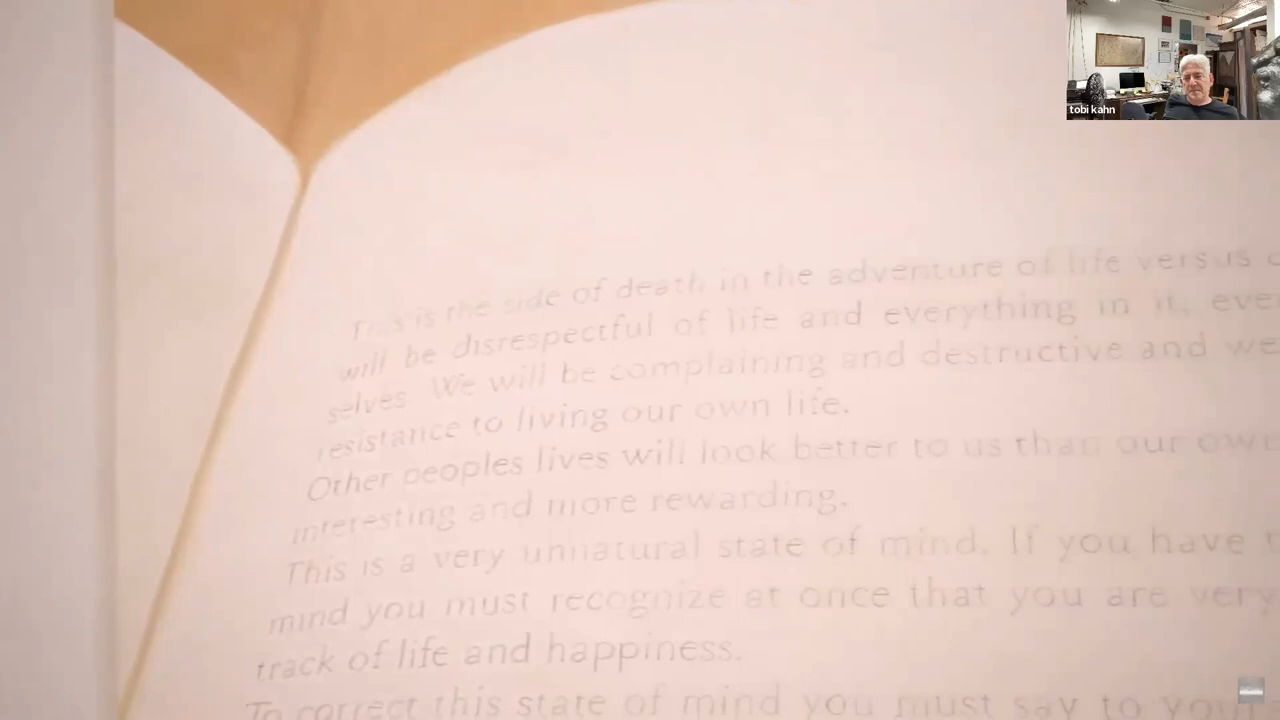 tobi kahn
This is the side of death in the adventure of life versus
will be disrespectful of life and everything in it, eve
selves. We will be complaining and destructive and we
resistance to living our own life.
Other peoples lives will look better to us than our own
interesting and more rewarding.
This is a very unnatural state of mind. If you have
mind you must recognize at once that you are very
track of life and happiness.
To correct this state of mind you must say to your